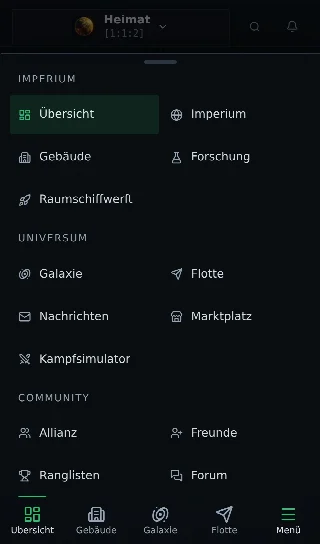 Heimat
[1:1:2]
IMPERIUM
Übersicht
Imperium
Gebäude
Forschung
Raumschiffwerft
UNIVERSUM
Galaxie
Flotte
Nachrichten
Marktplatz
Kampfsimulator
COMMUNITY
Allianz
Freunde
Ranglisten
Forum
Übersicht
Gebäude
Galaxie
Flotte
Menü